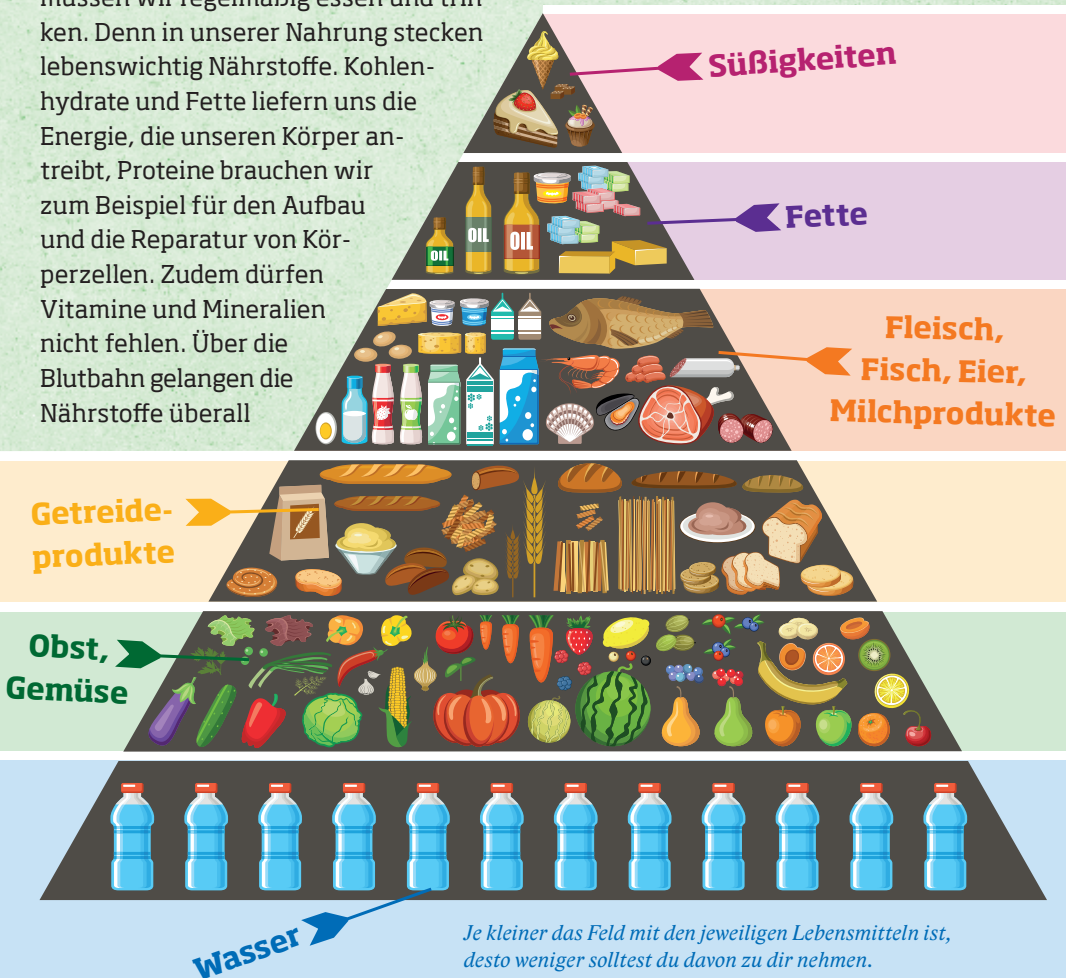 müssen wir regelmäßig essen und trin-
ken. Denn in unserer Nahrung stecken
lebenswichtig Nährstoffe. Kohlen-
hydrate und Fette liefern uns die
Energie, die unseren Körper an-
treibt, Proteine brauchen wir
zum Beispiel für den Aufbau
und die Reparatur von Kör-
perzellen. Zudem dürfen
Vitamine und Mineralien
nicht fehlen. Über die
Blutbahn gelangen die
Nährstoffe überall
Süßigkeiten
OIL
OIL
OIL
Fette
Fleisch,
Fisch, Eier,
Milchprodukte
Getreide-
produkte
Obst,
Gemüse
Wasser
Je kleiner das Feld mit den jeweiligen Lebensmitteln ist,
desto weniger solltest du davon zu dir nehmen.